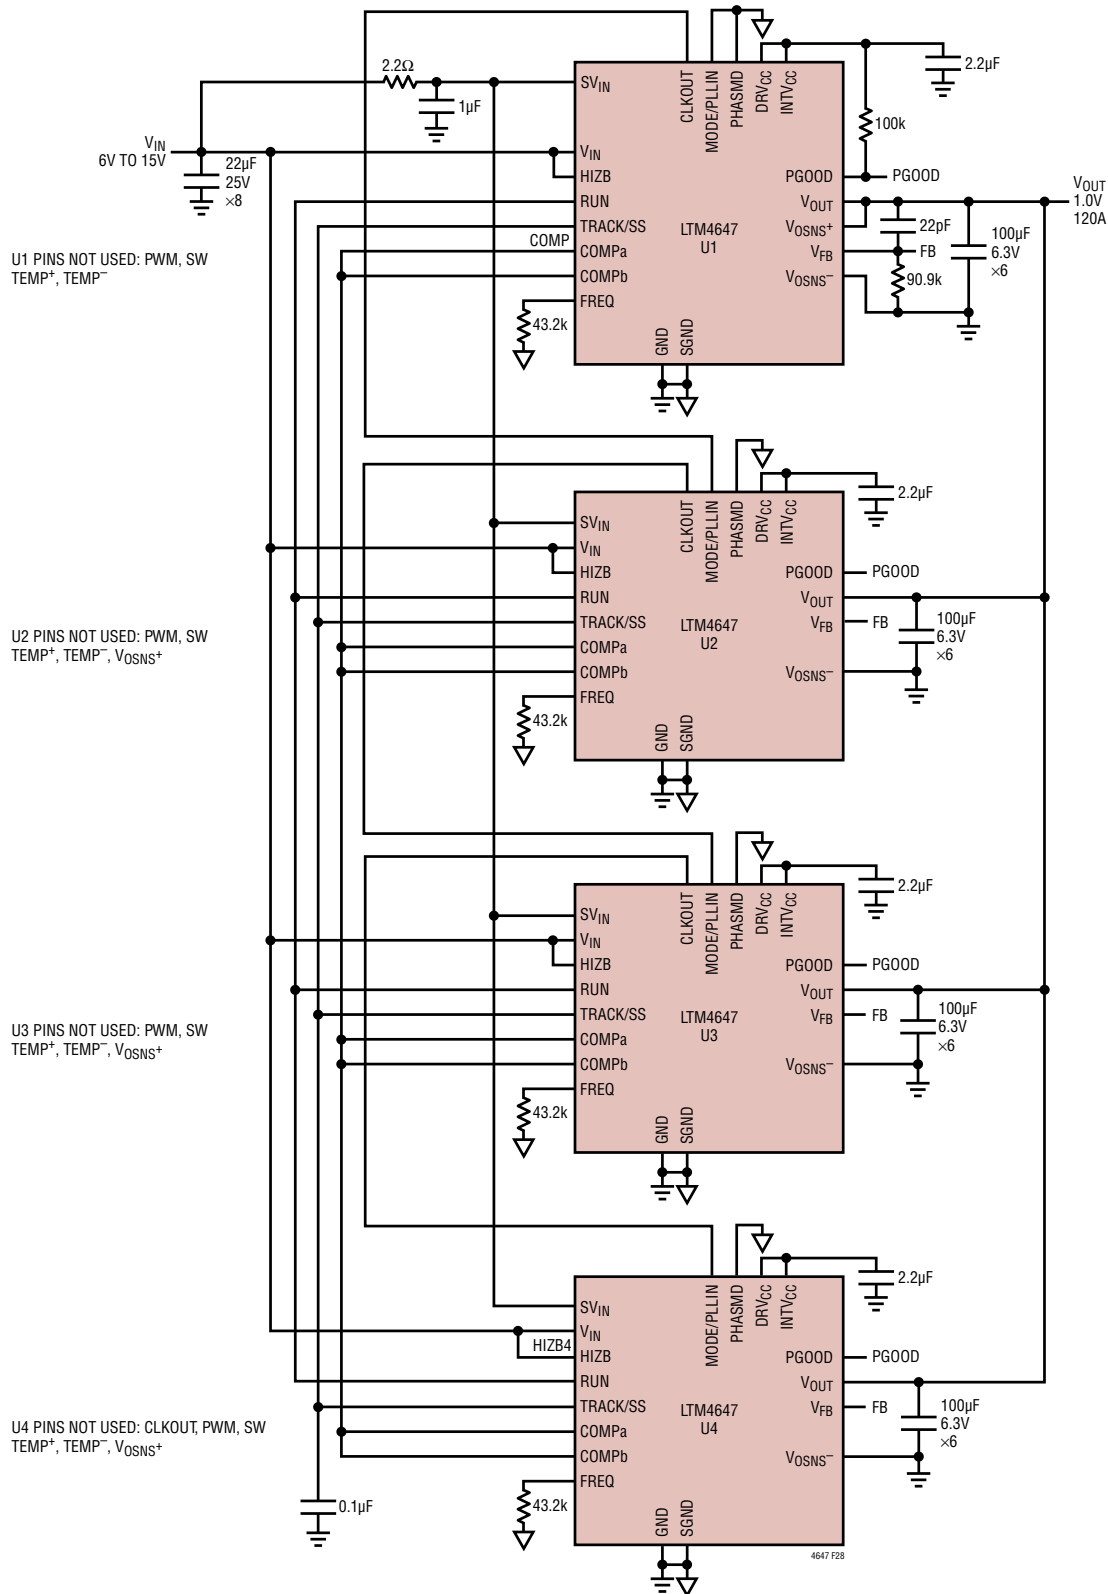 2.2Ω
1µF
VIN
6V TO 15V
22µF
25V
×8
U1 PINS NOT USED: PWM, SW
TEMP+, TEMP−
COMP
SVIN
VIN
HIZB
RUN
TRACK/SS
COMPa
COMPb
FREQ
43.2k
CLKOUT
MODE/PLLIN
PHASMD
DRVCC
INTVCC
LTM4647
U1
GND
SGND
PGOOD
VOUT
VOSNS+
VFB
VOSNS−
2.2µF
100k
PGOOD
22pF
FB
90.9k
100µF
6.3V
×6
VOUT
1.0V
120A
U2 PINS NOT USED: PWM, SW
TEMP+, TEMP−, VOSNS+
SVIN
VIN
HIZB
RUN
TRACK/SS
COMPa
COMPb
FREQ
43.2k
CLKOUT
MODE/PLLIN
PHASMD
DRVCC
INTVCC
LTM4647
U2
GND
SGND
PGOOD
VOUT
VFB
VOSNS−
2.2µF
PGOOD
FB
100µF
6.3V
×6
U3 PINS NOT USED: PWM, SW
TEMP+, TEMP−, VOSNS+
SVIN
VIN
HIZB
RUN
TRACK/SS
COMPa
COMPb
FREQ
43.2k
CLKOUT
MODE/PLLIN
PHASMD
DRVCC
INTVCC
LTM4647
U3
GND
SGND
PGOOD
VOUT
VFB
VOSNS−
2.2µF
PGOOD
FB
100µF
6.3V
×6
U4 PINS NOT USED: CLKOUT, PWM, SW
TEMP+, TEMP−, VOSNS+
HIZB4
SVIN
VIN
HIZB
RUN
TRACK/SS
COMPa
COMPb
FREQ
43.2k
0.1µF
MODE/PLLIN
PHASMD
DRVCC
INTVCC
LTM4647
U4
GND
SGND
PGOOD
VOUT
VFB
VOSNS−
2.2µF
PGOOD
FB
100µF
6.3V
×6
4647 F28